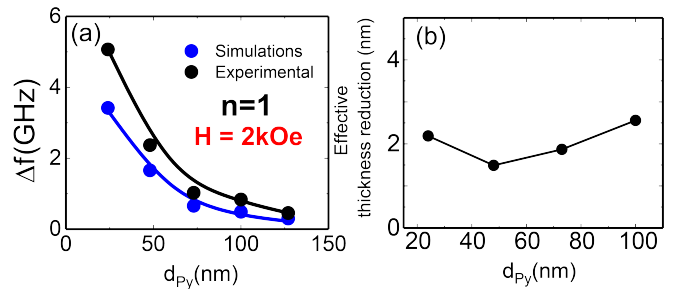 (a)
Simulations
Experimental
n=1
H = 2kOe
Δf(GHz)
6
4
2
0
0 50 100 150
d_Py(nm)
(b)
Effective
thickness reduction (nm)
4
2
0
20 40 60 80 100
d_Py(nm)